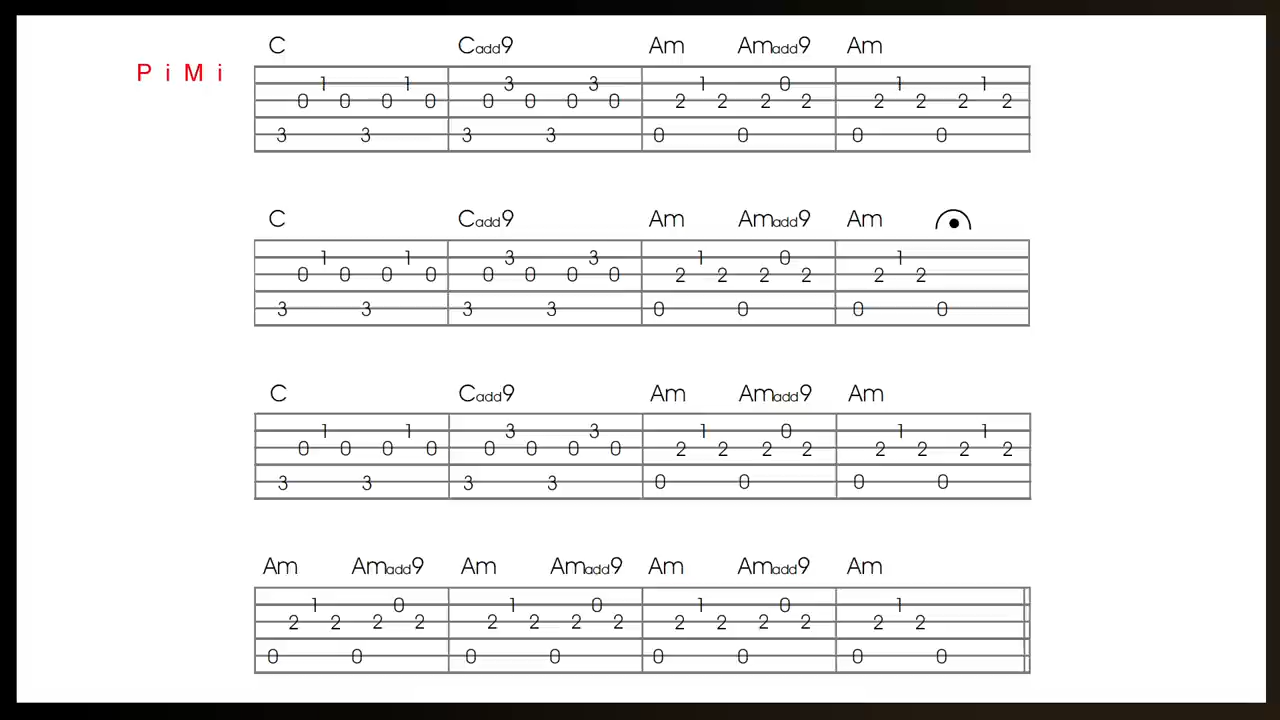 C Cadd9 Am Amadd9 Am
P i M i
1 1 3 3 1 0 1 1
0 0 0 0 0 0 0 0 2 2 2 2 2 2 2 2
3 3 3 3 0 0 0 0
C Cadd9 Am Amadd9 Am
1 1 3 3 1 0 1
0 0 0 0 0 0 0 0 2 2 2 2 2 2
3 3 3 3 0 0 0 0
C Cadd9 Am Amadd9 Am
1 1 3 3 1 0 1 1
0 0 0 0 0 0 0 0 2 2 2 2 2 2 2 2
3 3 3 3 0 0 0 0
Am Amadd9 Am Amadd9 Am Amadd9 Am
1 0 1 0 1 0 1
2 2 2 2 2 2 2 2 2 2 2 2 2 2
0 0 0 0 0 0 0 0